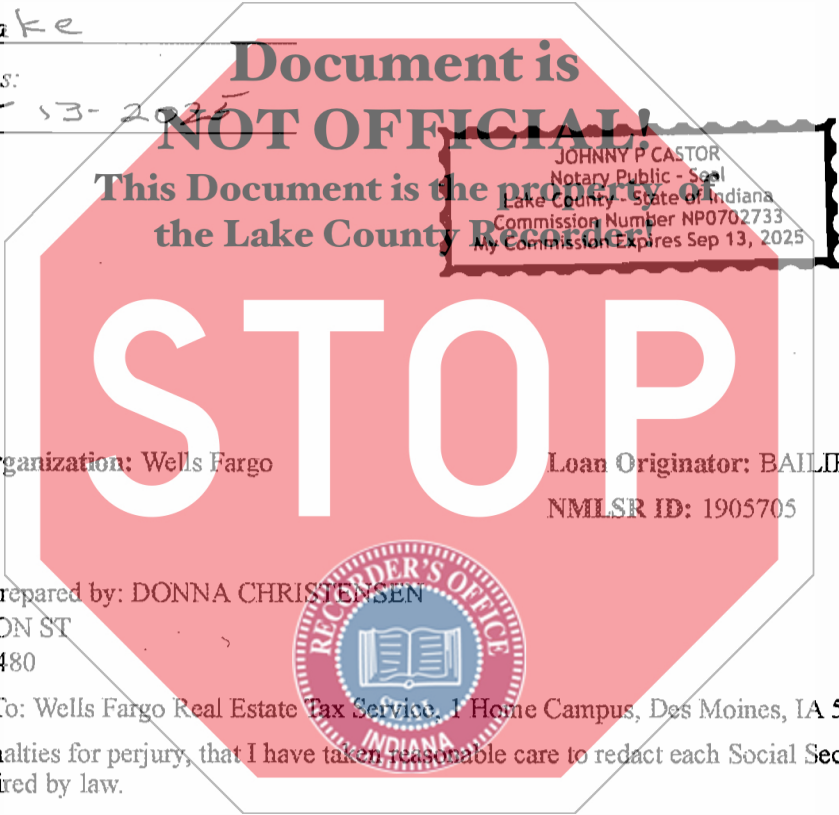 ake
Document is
s:
13-2025
NOT OFFICIAL!
JOHNNY P CASTOR
Notary Public - Seal
Lake County - State of Indiana
Commission Number NP0702733
My Commission Expires Sep 13, 2025
This Document is the property of
the Lake County Recorder!
STOP
rganization: Wells Fargo
Loan Originator: BAILI
NMLSR ID: 1905705
RECORDER'S OFFICE
repared by: DONNA CHRISTENSEN
ON ST
480
To: Wells Fargo Real Estate Tax Service, 1 Home Campus, Des Moines, IA 5
SEAL
INDIANA
alties for perjury, that I have taken reasonable care to redact each Social Sec
ired by law.